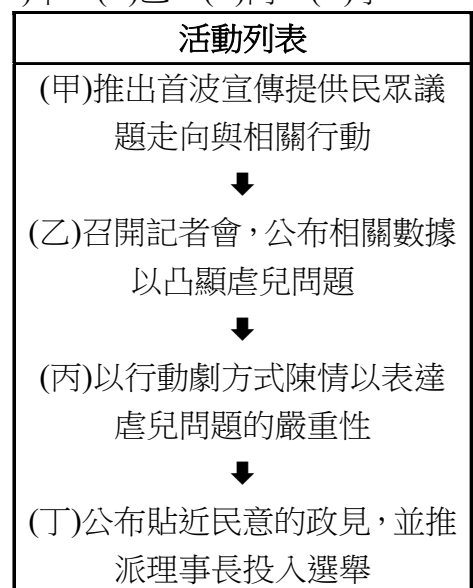 活動列表
(甲)推出首波宣傳提供民眾議
題走向與相關行動
⬇
(乙)召開記者會，公布相關數據
以凸顯虐兒問題
⬇
(丙)以行動劇方式陳情以表達
虐兒問題的嚴重性
⬇
(丁)公布貼近民意的政見，並推
派理事長投入選舉